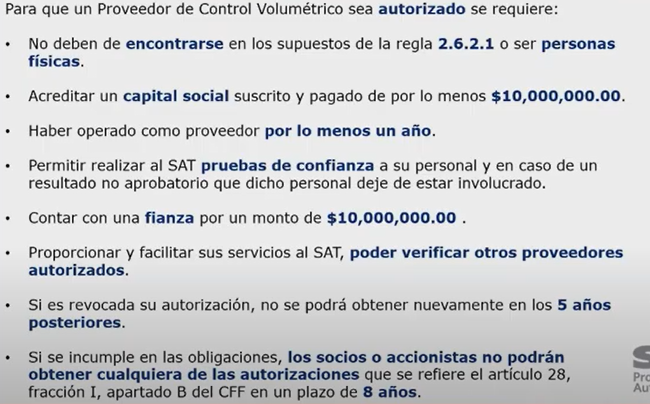 Para que un Proveedor de Control Volumétrico sea autorizado se requiere:
• No deben de encontrarse en los supuestos de la regla 2.6.2.1 o ser personas
físicas.
• Acreditar un capital social suscrito y pagado de por lo menos $10,000,000.00.
• Haber operado como proveedor por lo menos un año.
• Permitir realizar al SAT pruebas de confianza a su personal y en caso de un
resultado no aprobatorio que dicho personal deje de estar involucrado.
• Contar con una fianza por un monto de $10,000,000.00 .
• Proporcionar y facilitar sus servicios al SAT, poder verificar otros proveedores
autorizados.
• Si es revocada su autorización, no se podrá obtener nuevamente en los 5 años
posteriores.
• Si se incumple en las obligaciones, los socios o accionistas no podrán
obtener cualquiera de las autorizaciones que se refiere el artículo 28,
fracción I, apartado B del CFF en un plazo de 8 años.